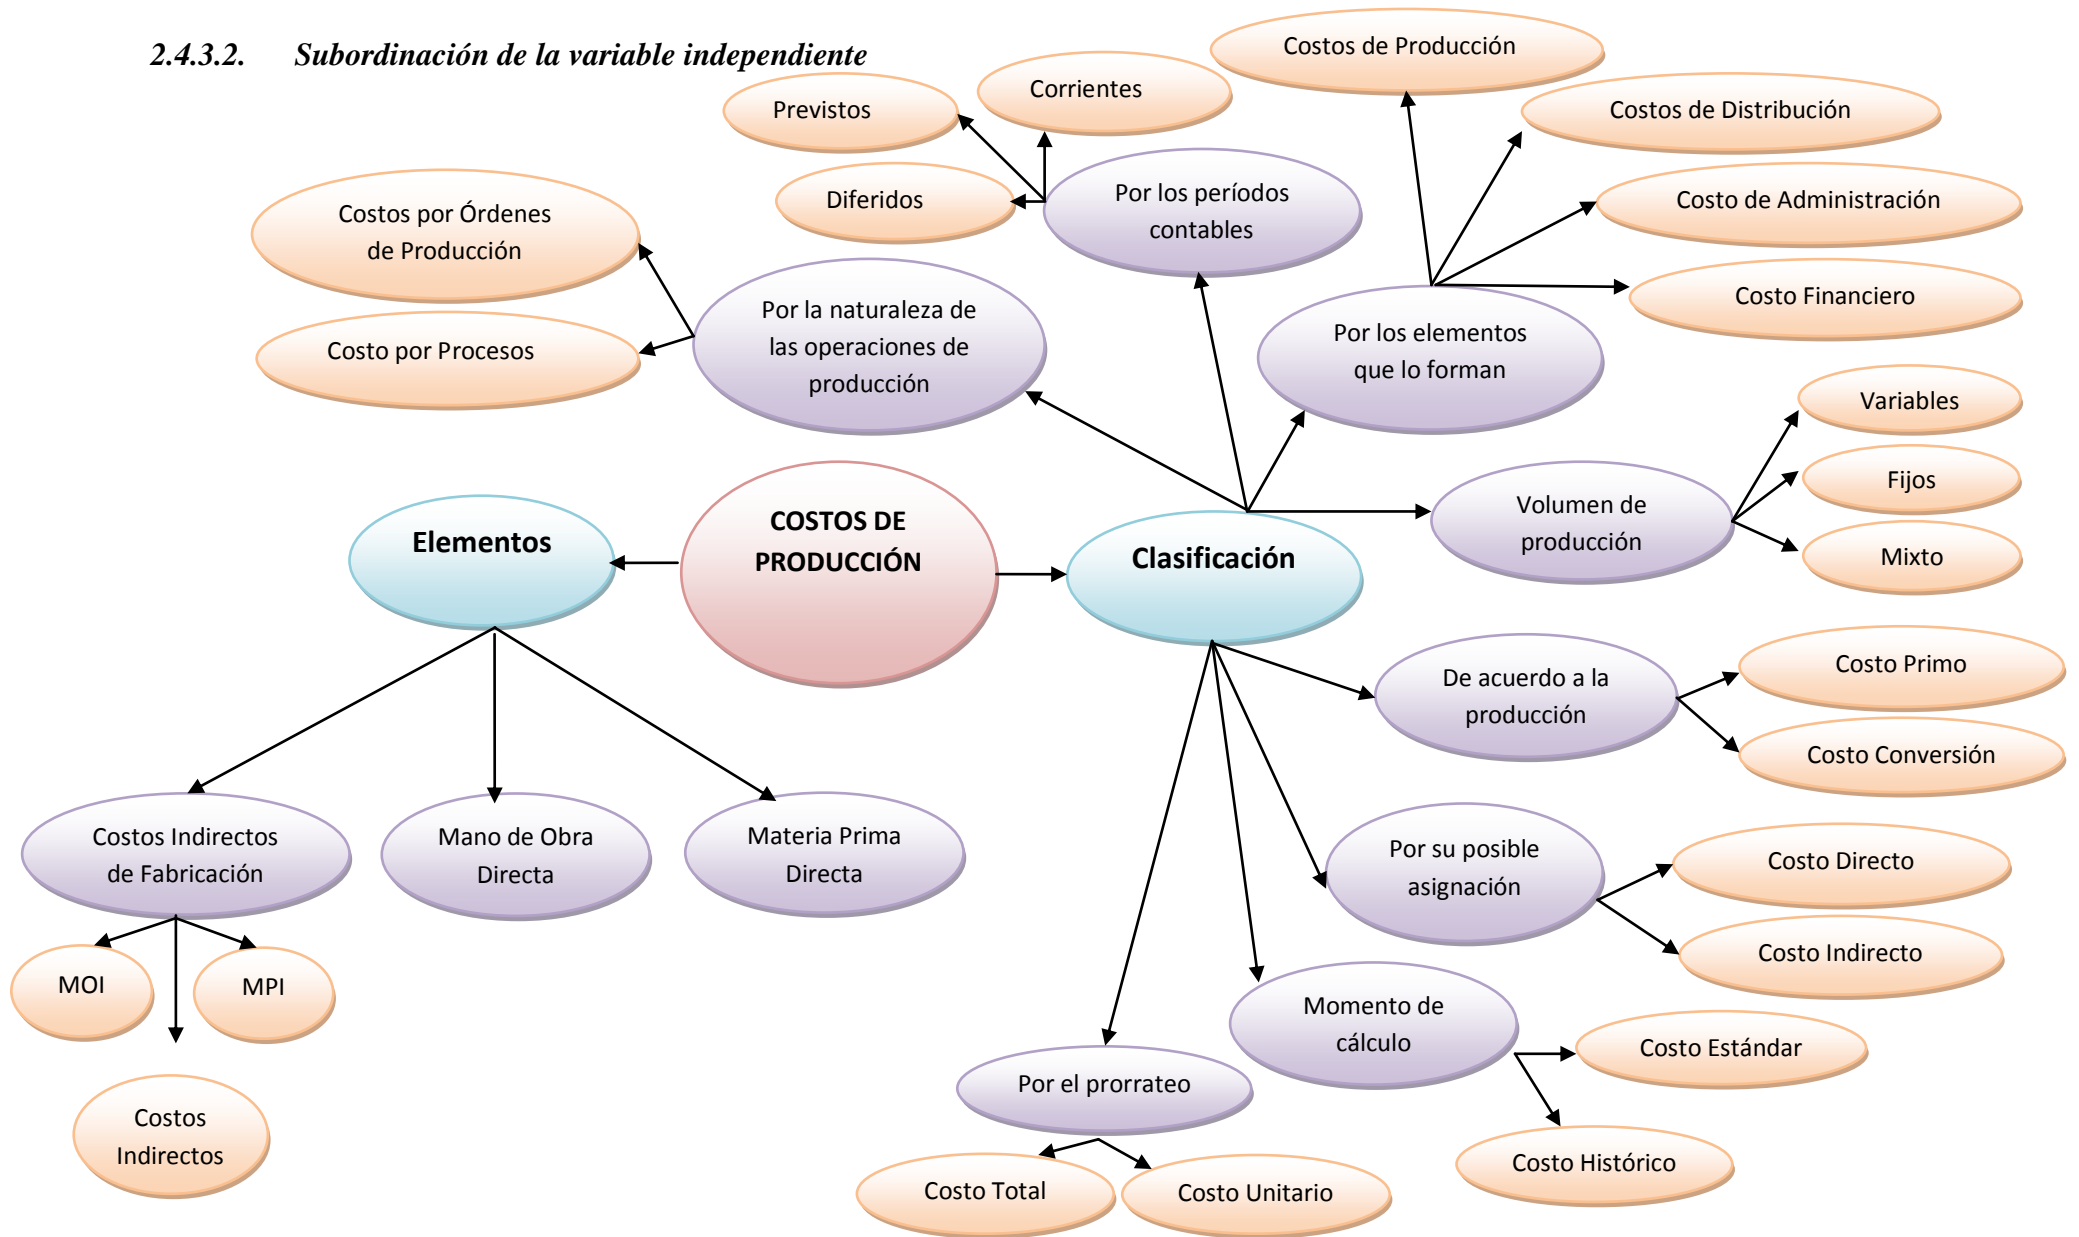 2.4.3.2. Subordinación de la variable independiente
Costos de Producción
Corrientes
Previstos
Costos de Distribución
Diferidos
Por los períodos
contables
Costo de Administración
Costos por Órdenes
de Producción
Costo Financiero
Por la naturaleza de
las operaciones de
producción
Por los elementos
que lo forman
Costo por Procesos
Variables
Fijos
Mixto
Volumen de
producción
COSTOS DE
PRODUCCIÓN
Elementos
Clasificación
De acuerdo a la
producción
Costo Primo
Costo Conversión
Costos Indirectos
de Fabricación
Mano de Obra
Directa
Materia Prima
Directa
Por su posible
asignación
Costo Directo
Costo Indirecto
MOI
MPI
Momento de
cálculo
Costo Estándar
Por el prorrateo
Costos
Indirectos
Costo Histórico
Costo Total
Costo Unitario